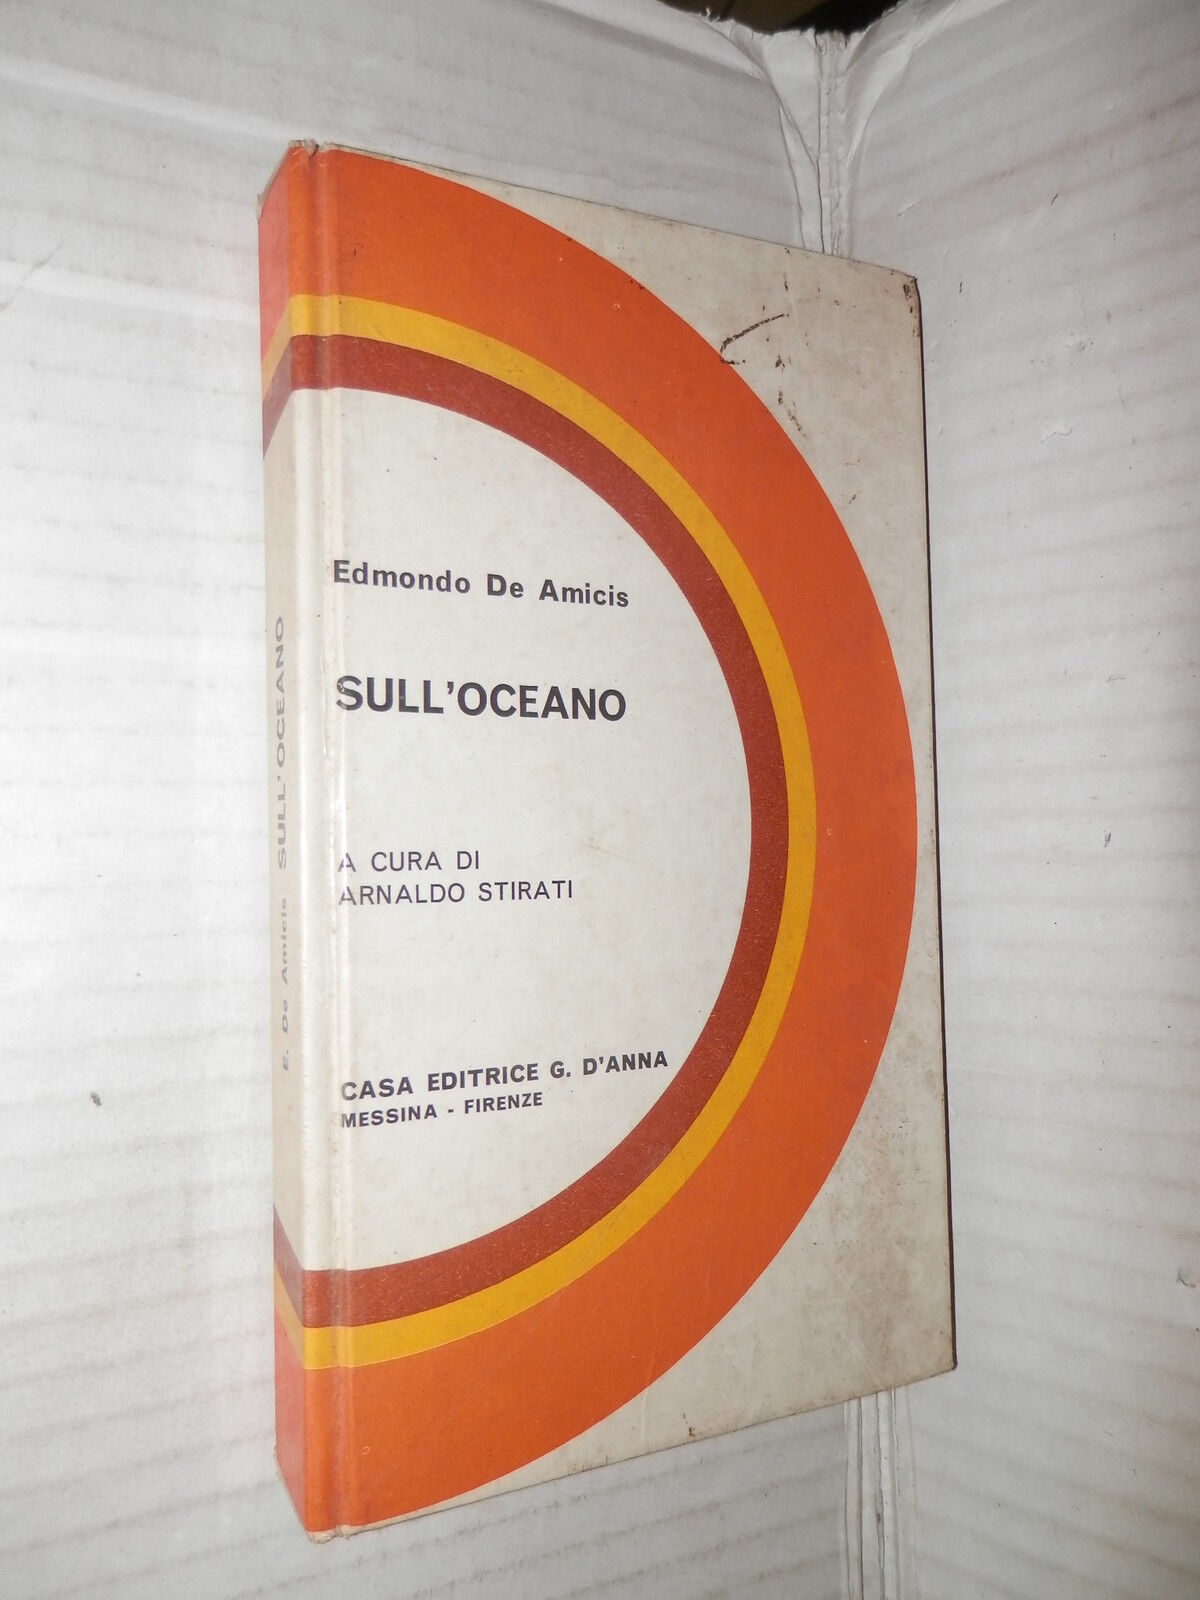 Edmondo De Amicis
SULL'OCEANO
A CURA DI
ARNALDO STIRATI
CASA EDITRICE G. D'ANNA
MESSINA - FIRENZE
E. De Amicis SULL'OCEANO